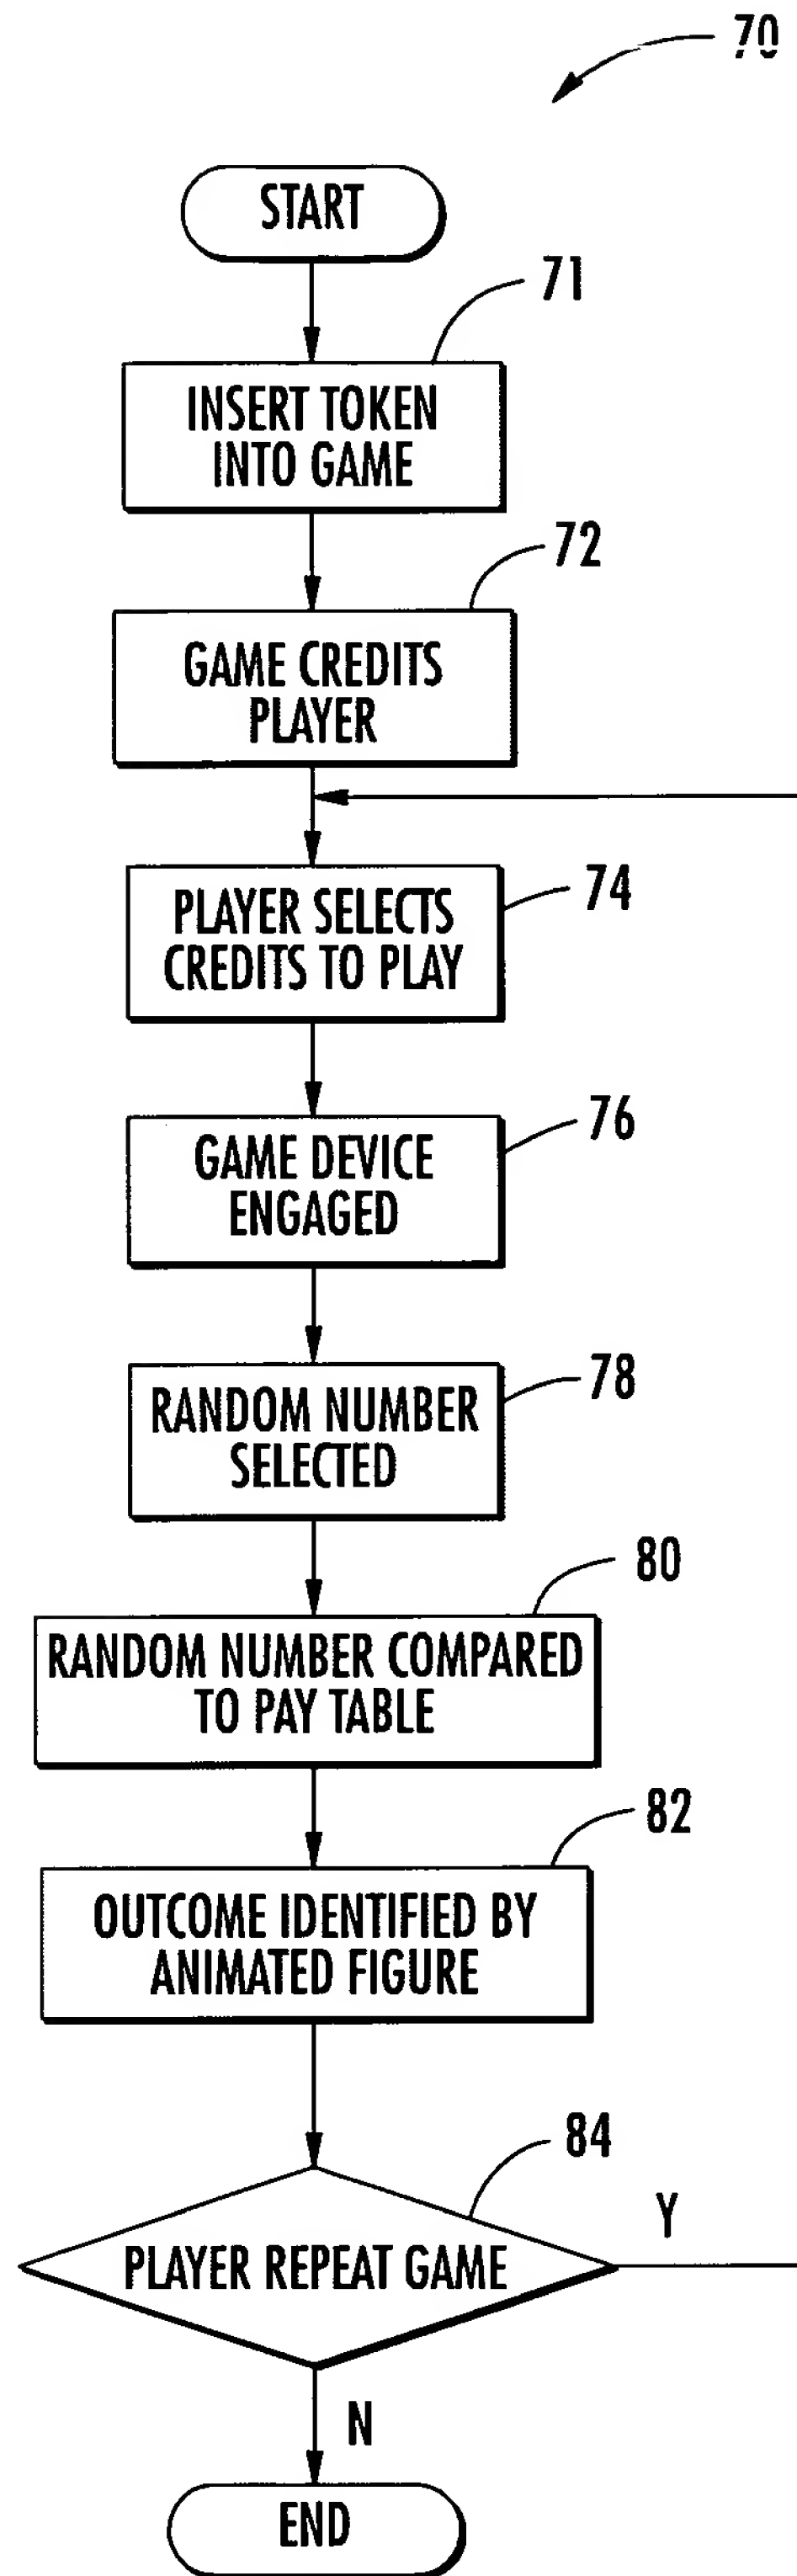 70
START
71
INSERT TOKEN
INTO GAME
72
GAME CREDITS
PLAYER
74
PLAYER SELECTS
CREDITS TO PLAY
76
GAME DEVICE
ENGAGED
78
RANDOM NUMBER
SELECTED
80
RANDOM NUMBER COMPARED
TO PAY TABLE
82
OUTCOME IDENTIFIED BY
ANIMATED FIGURE
84
PLAYER REPEAT GAME
Y
N
END